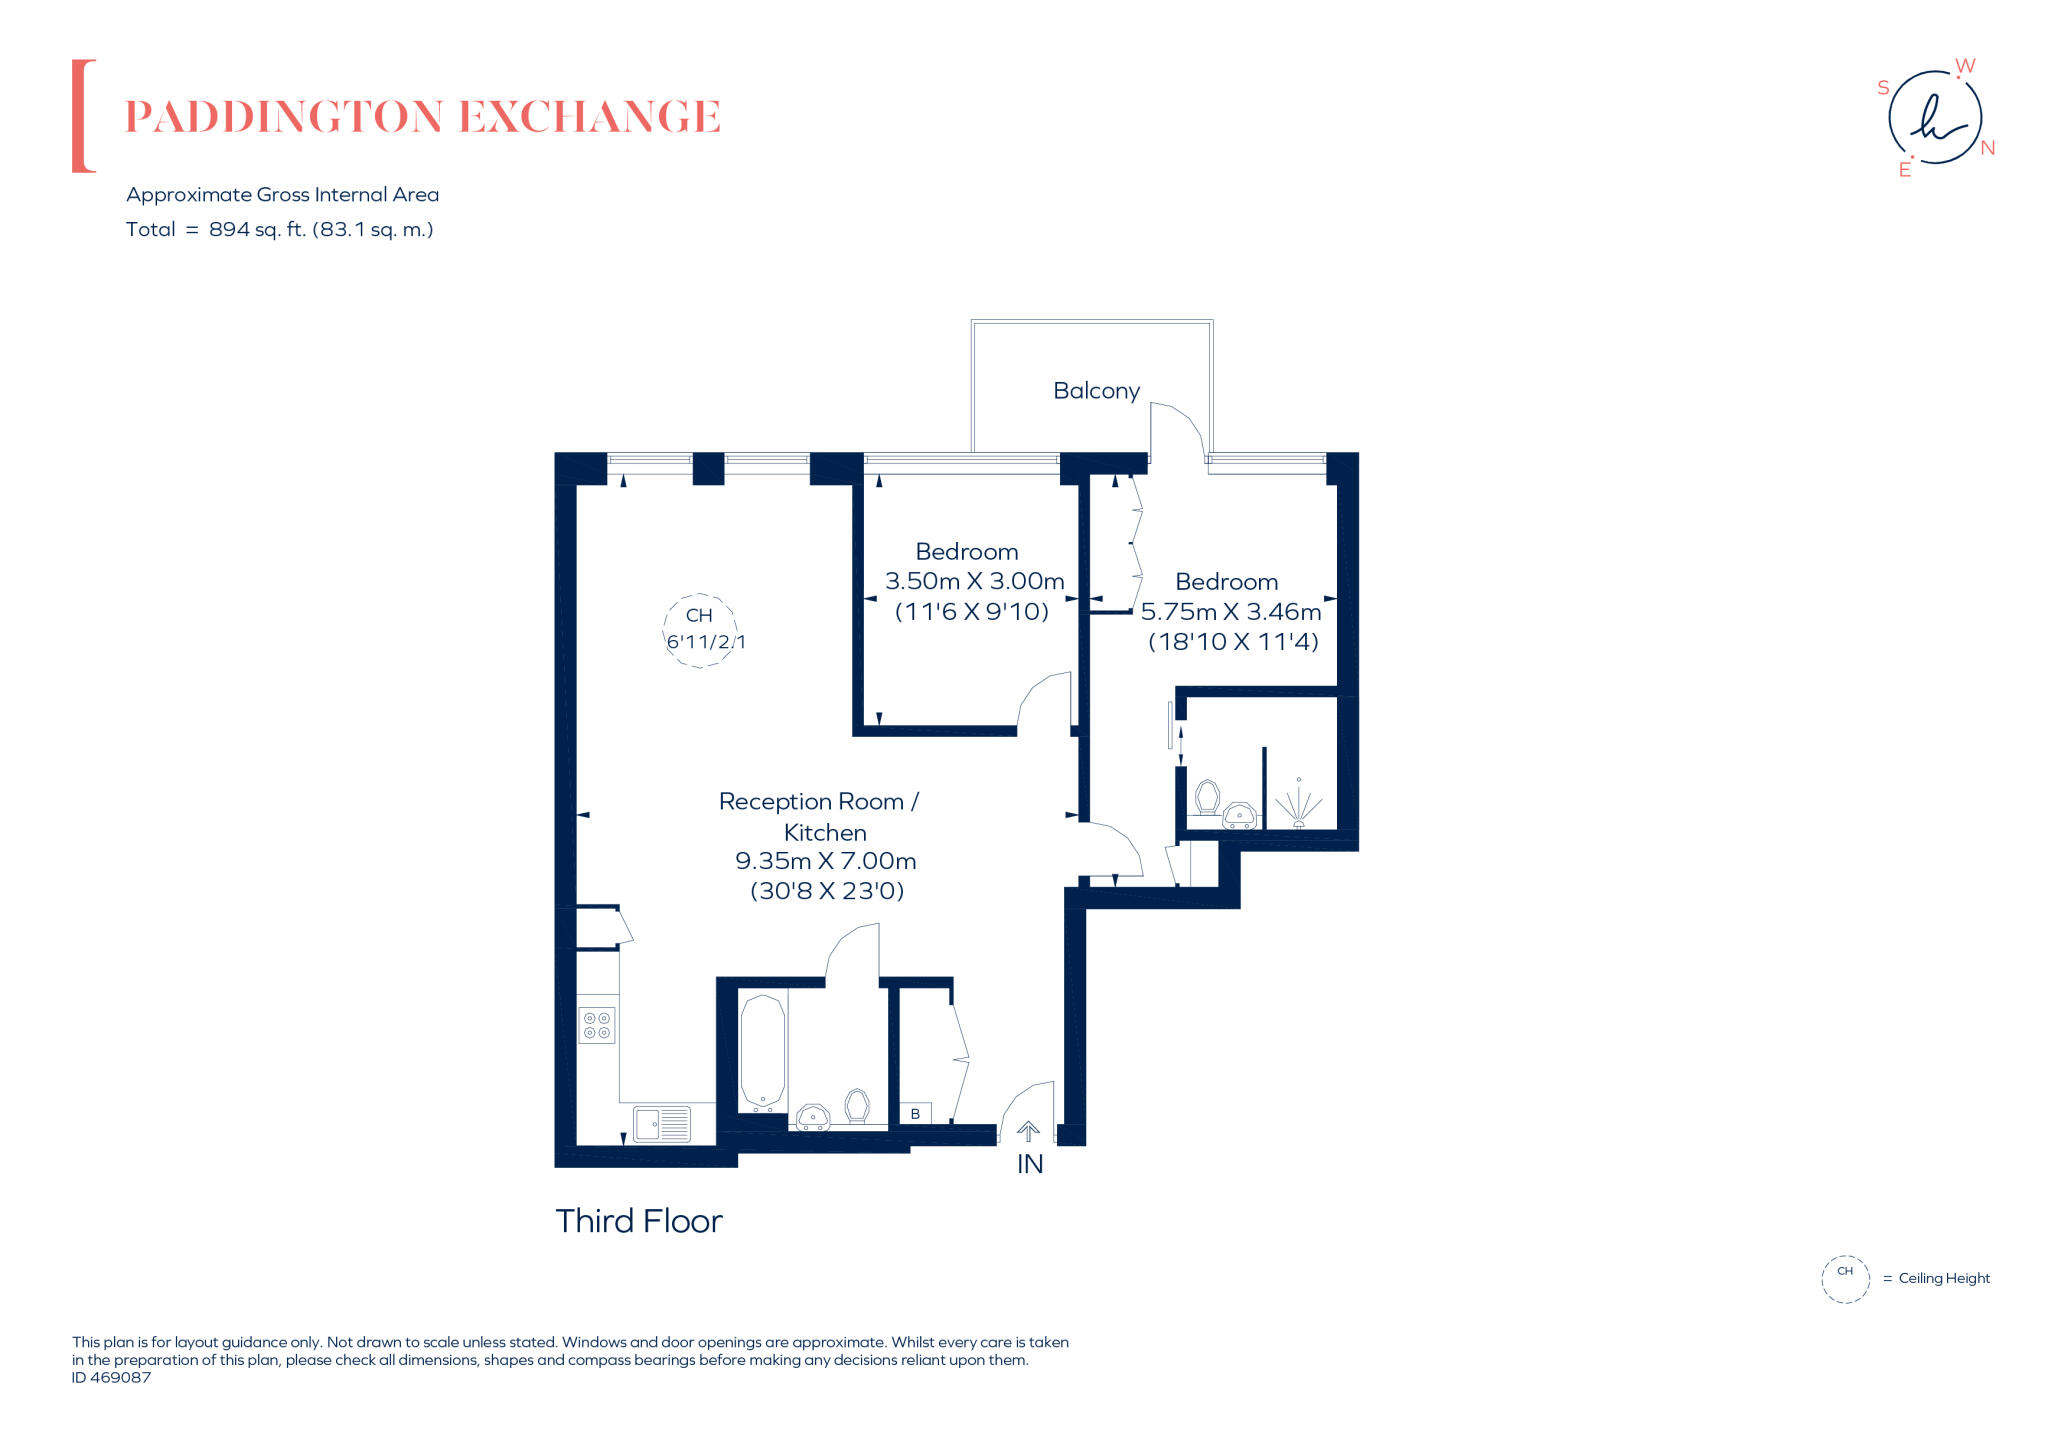 PADDINGTON EXCHANGE
Approximate Gross Internal Area
Total = 894 sq. ft. (83.1 sq. m.)
W
S
N
E
Balcony
Bedroom
3.50m X 3.00m
(11'6 X 9'10)
Bedroom
5.75m X 3.46m
(18'10 X 11'4)
CH
6'11/2.1
Reception Room /
Kitchen
9.35m X 7.00m
(30'8 X 23'0)
B
IN
Third Floor
CH
= Ceiling Height
This plan is for layout guidance only. Not drawn to scale unless stated. Windows and door openings are approximate. Whilst every care is taken
in the preparation of this plan, please check all dimensions, shapes and compass bearings before making any decisions reliant upon them.
ID 469087